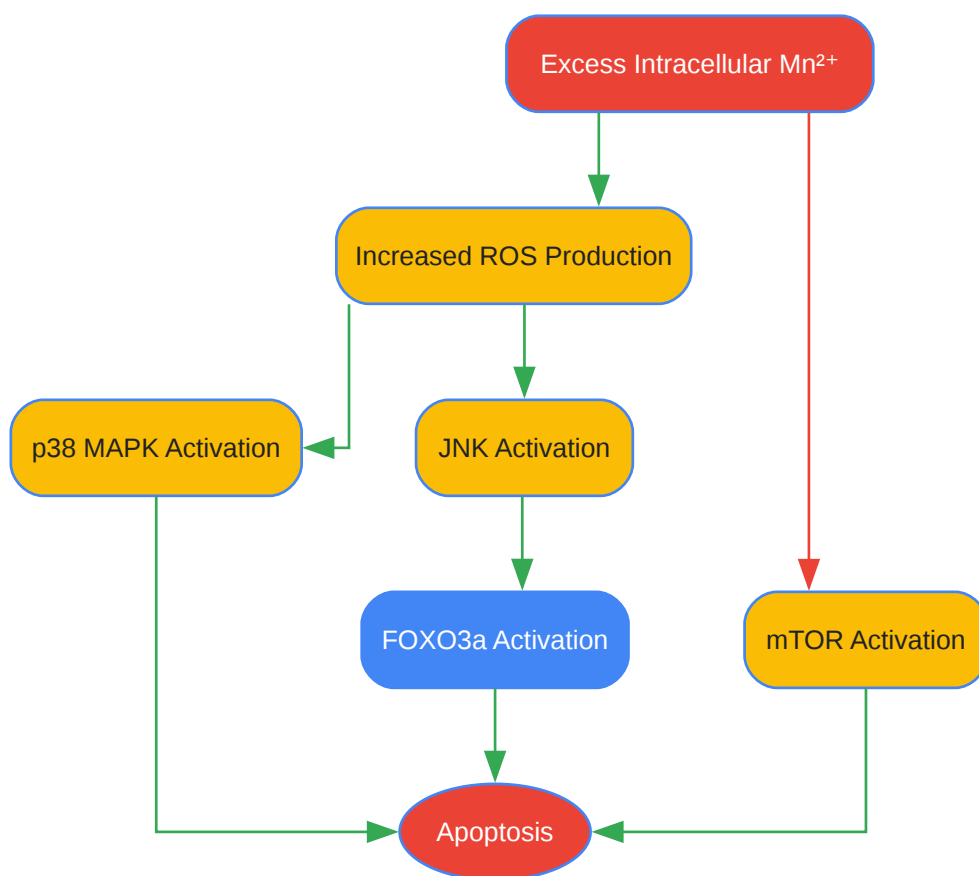 Excess Intracellular Mn²⁺
Increased ROS Production
p38 MAPK Activation
JNK Activation
FOXO3a Activation
mTOR Activation
Apoptosis